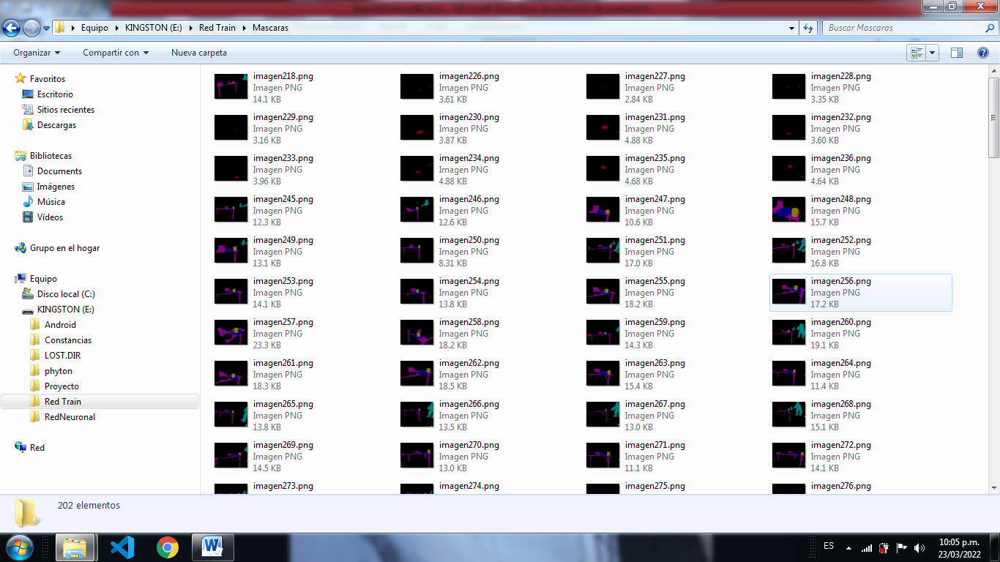 Equipo KINGSTON (E:) Red Train Mascaras
Buscar Mascaras
Organizar Compartir con Nueva carpeta
Favoritos
Escritorio
Sitios recientes
Descargas
Bibliotecas
Documents
Imágenes
Música
Vídeos
Grupo en el hogar
Equipo
Disco local (C:)
KINGSTON (E:)
Android
Constancias
LOST.DIR
phyton
Proyecto
Red Train
RedNeuronal
Red
imagen218.png imagen226.png imagen227.png imagen228.png
Imagen PNG Imagen PNG Imagen PNG Imagen PNG
14.1 KB 3.61 KB 2.84 KB 3.35 KB
imagen229.png imagen230.png imagen231.png imagen232.png
Imagen PNG Imagen PNG Imagen PNG Imagen PNG
3.16 KB 3.87 KB 4.88 KB 3.60 KB
imagen233.png imagen234.png imagen235.png imagen236.png
Imagen PNG Imagen PNG Imagen PNG Imagen PNG
3.96 KB 4.88 KB 4.68 KB 4.64 KB
imagen245.png imagen246.png imagen247.png imagen248.png
Imagen PNG Imagen PNG Imagen PNG Imagen PNG
12.3 KB 12.6 KB 10.6 KB 15.7 KB
imagen249.png imagen250.png imagen251.png imagen252.png
Imagen PNG Imagen PNG Imagen PNG Imagen PNG
13.1 KB 8.31 KB 17.0 KB 16.8 KB
imagen253.png imagen254.png imagen255.png imagen256.png
Imagen PNG Imagen PNG Imagen PNG Imagen PNG
14.1 KB 13.8 KB 18.2 KB 17.2 KB
imagen257.png imagen258.png imagen259.png imagen260.png
Imagen PNG Imagen PNG Imagen PNG Imagen PNG
23.3 KB 18.2 KB 14.3 KB 19.1 KB
imagen261.png imagen262.png imagen263.png imagen264.png
Imagen PNG Imagen PNG Imagen PNG Imagen PNG
18.3 KB 18.5 KB 15.4 KB 11.4 KB
imagen265.png imagen266.png imagen267.png imagen268.png
Imagen PNG Imagen PNG Imagen PNG Imagen PNG
13.8 KB 13.5 KB 13.0 KB 15.1 KB
imagen269.png imagen270.png imagen271.png imagen272.png
Imagen PNG Imagen PNG Imagen PNG Imagen PNG
14.5 KB 13.0 KB 11.1 KB 14.1 KB
imagen273.png imagen274.png imagen275.png imagen276.png
202 elementos
ES
10:05 p.m.
23/03/2022